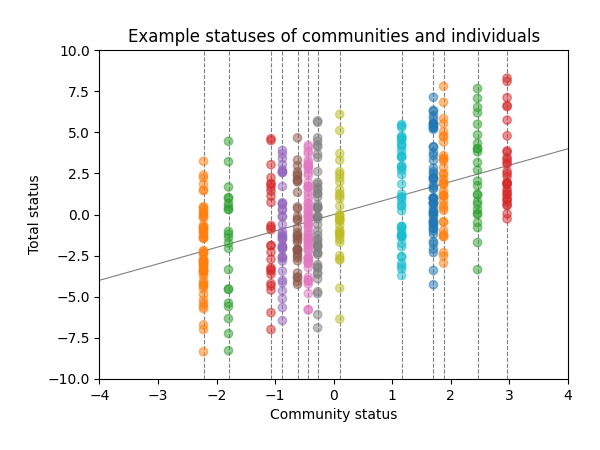 Example statuses of communities and individuals
10.0
7.5
5.0
2.5
0.0
−2.5
−5.0
−7.5
−10.0
Total status
−4 −3 −2 −1 0 1 2 3 4
Community status